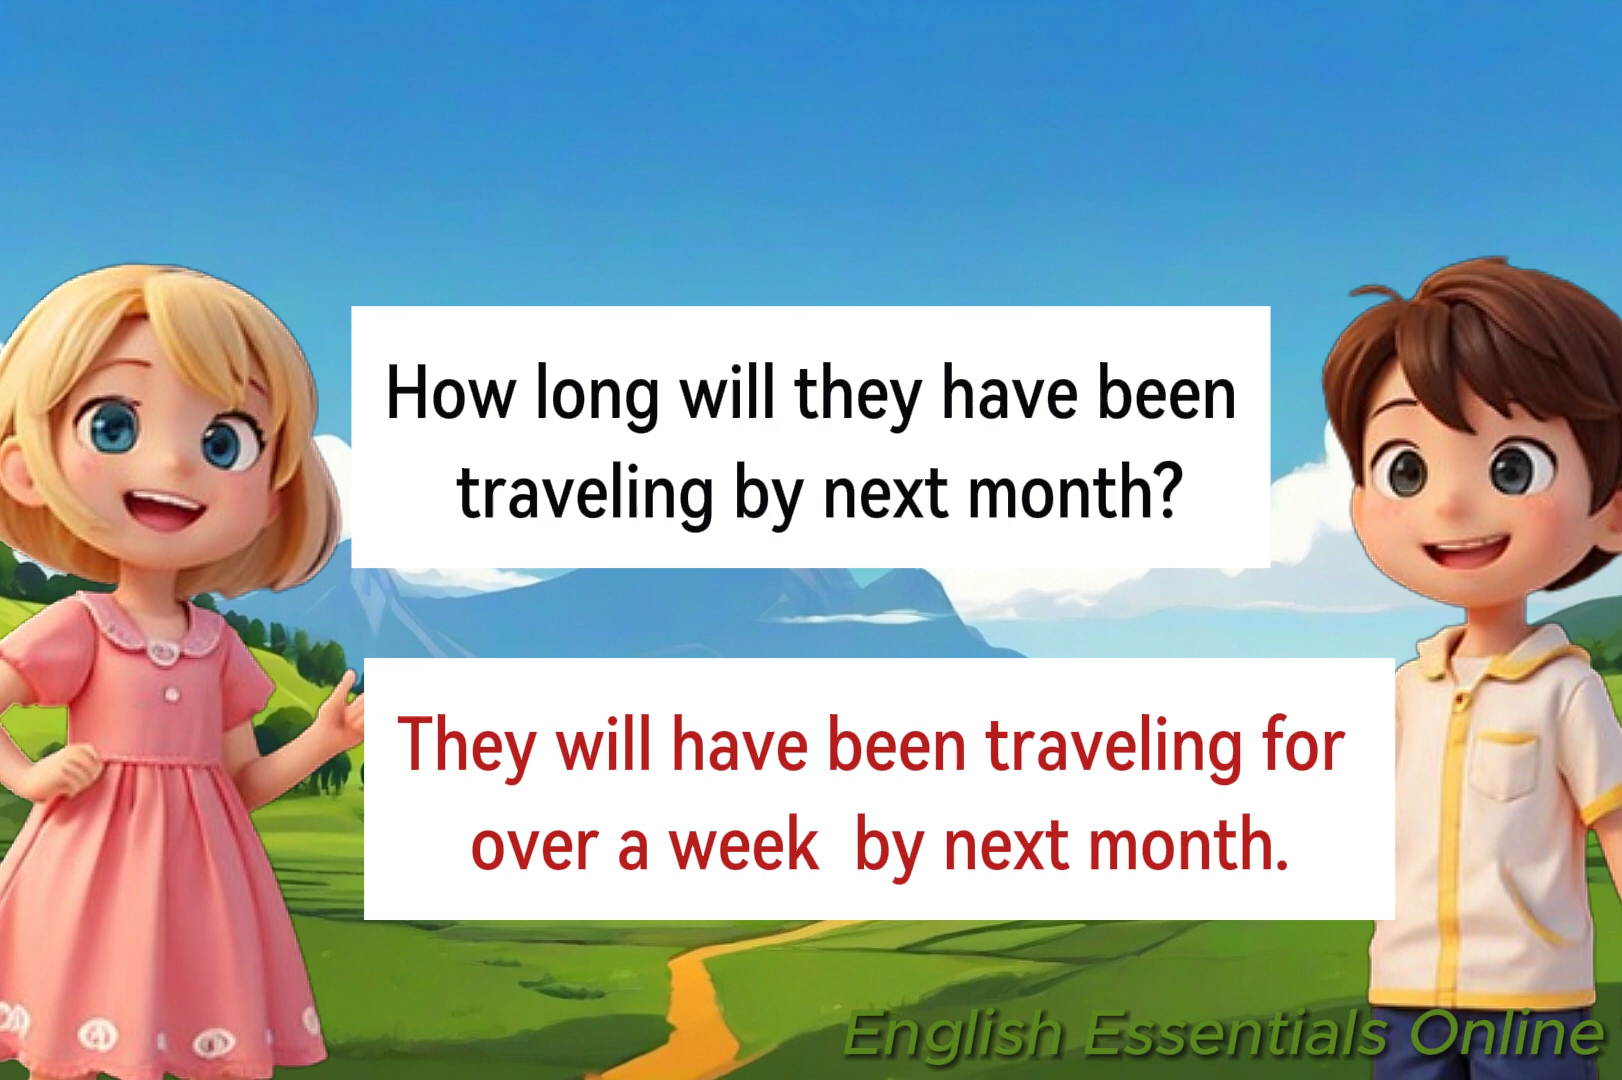 How long will they have been
traveling by next month?
They will have been traveling for
over a week  by next month.
English Essentials Online